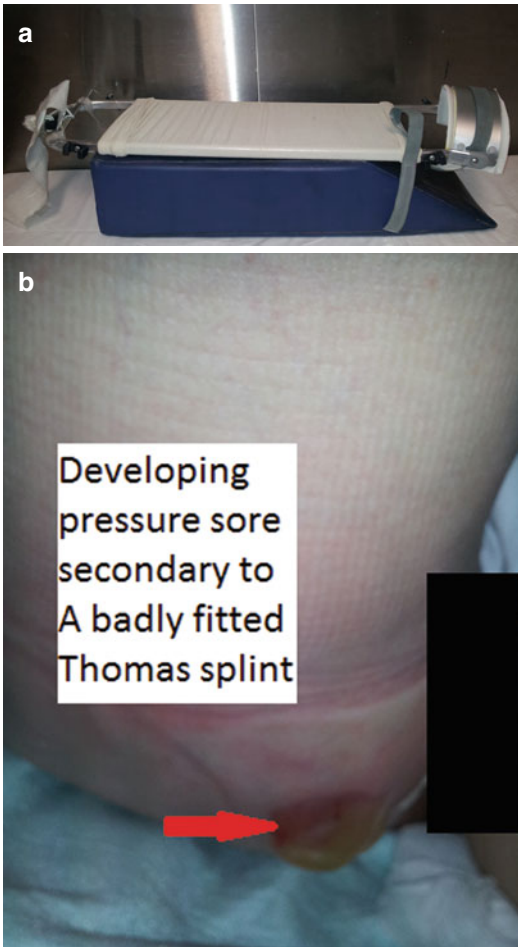 a
b
Developing
pressure sore
secondary to
A badly fitted
Thomas splint